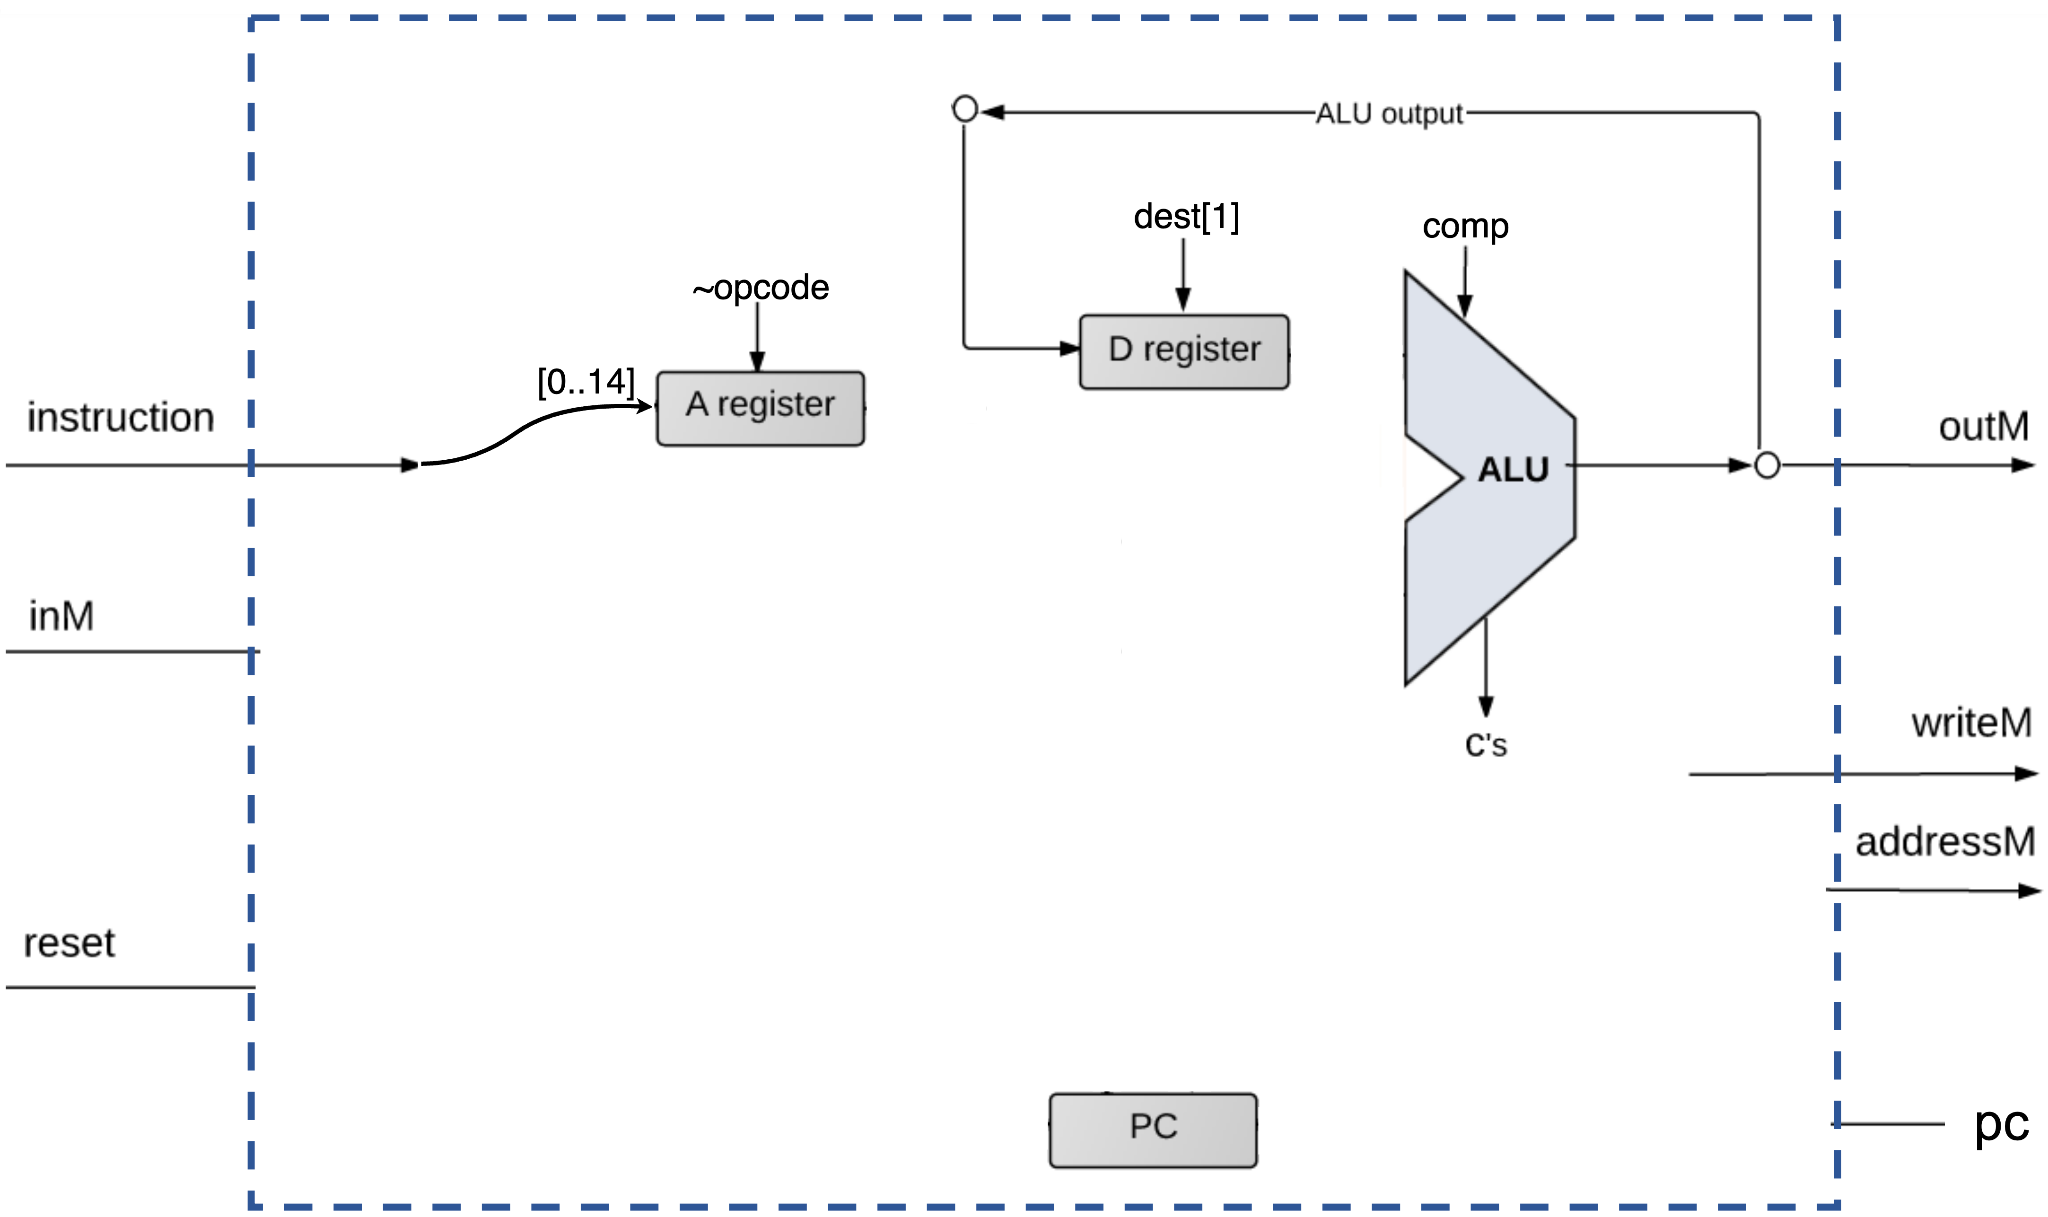 ALU output
dest[1]
comp
~opcode
D register
[0..14]
A register
instruction
outM
ALU
inM
writeM
c's
addressM
reset
PC
pc